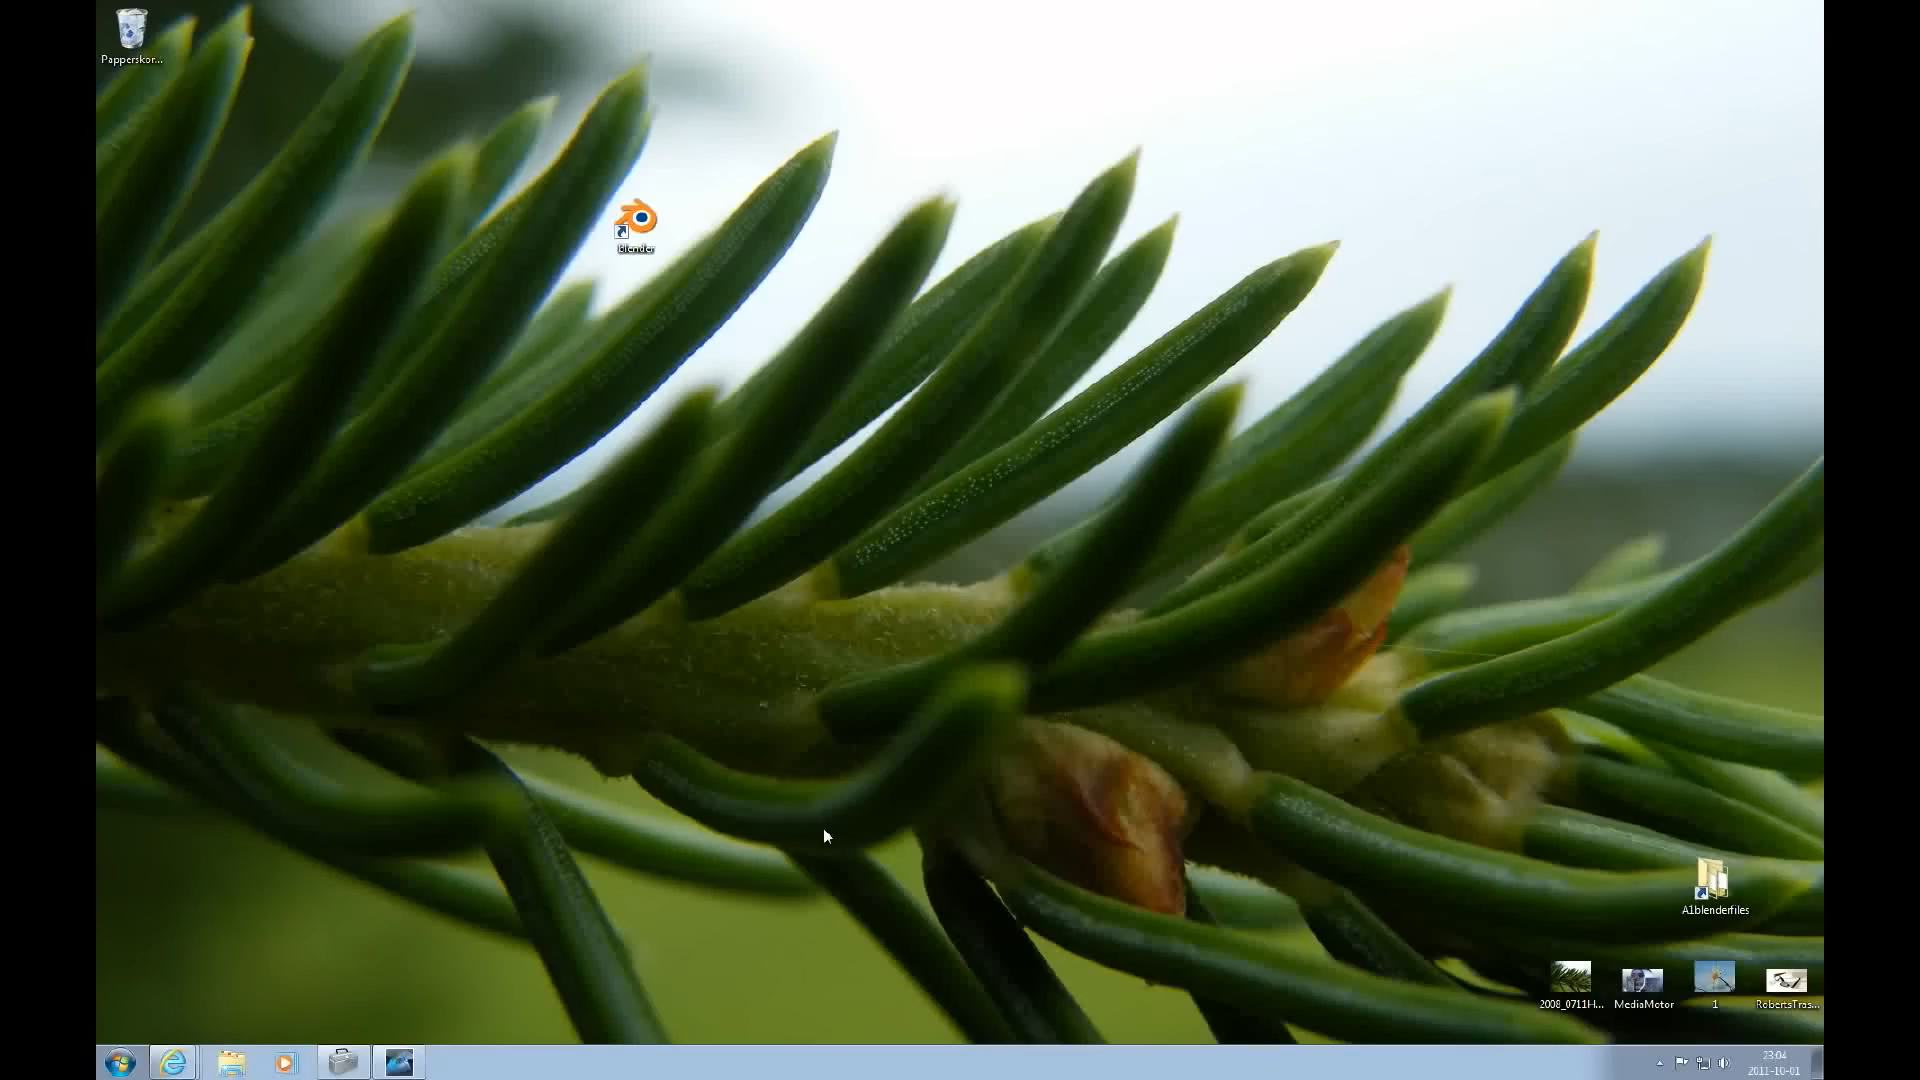 Papperskor...
Blender
A1blenderfiles
2008_0711H...
MediaMotor
1
RobertsTras...
23:04
2011-10-01